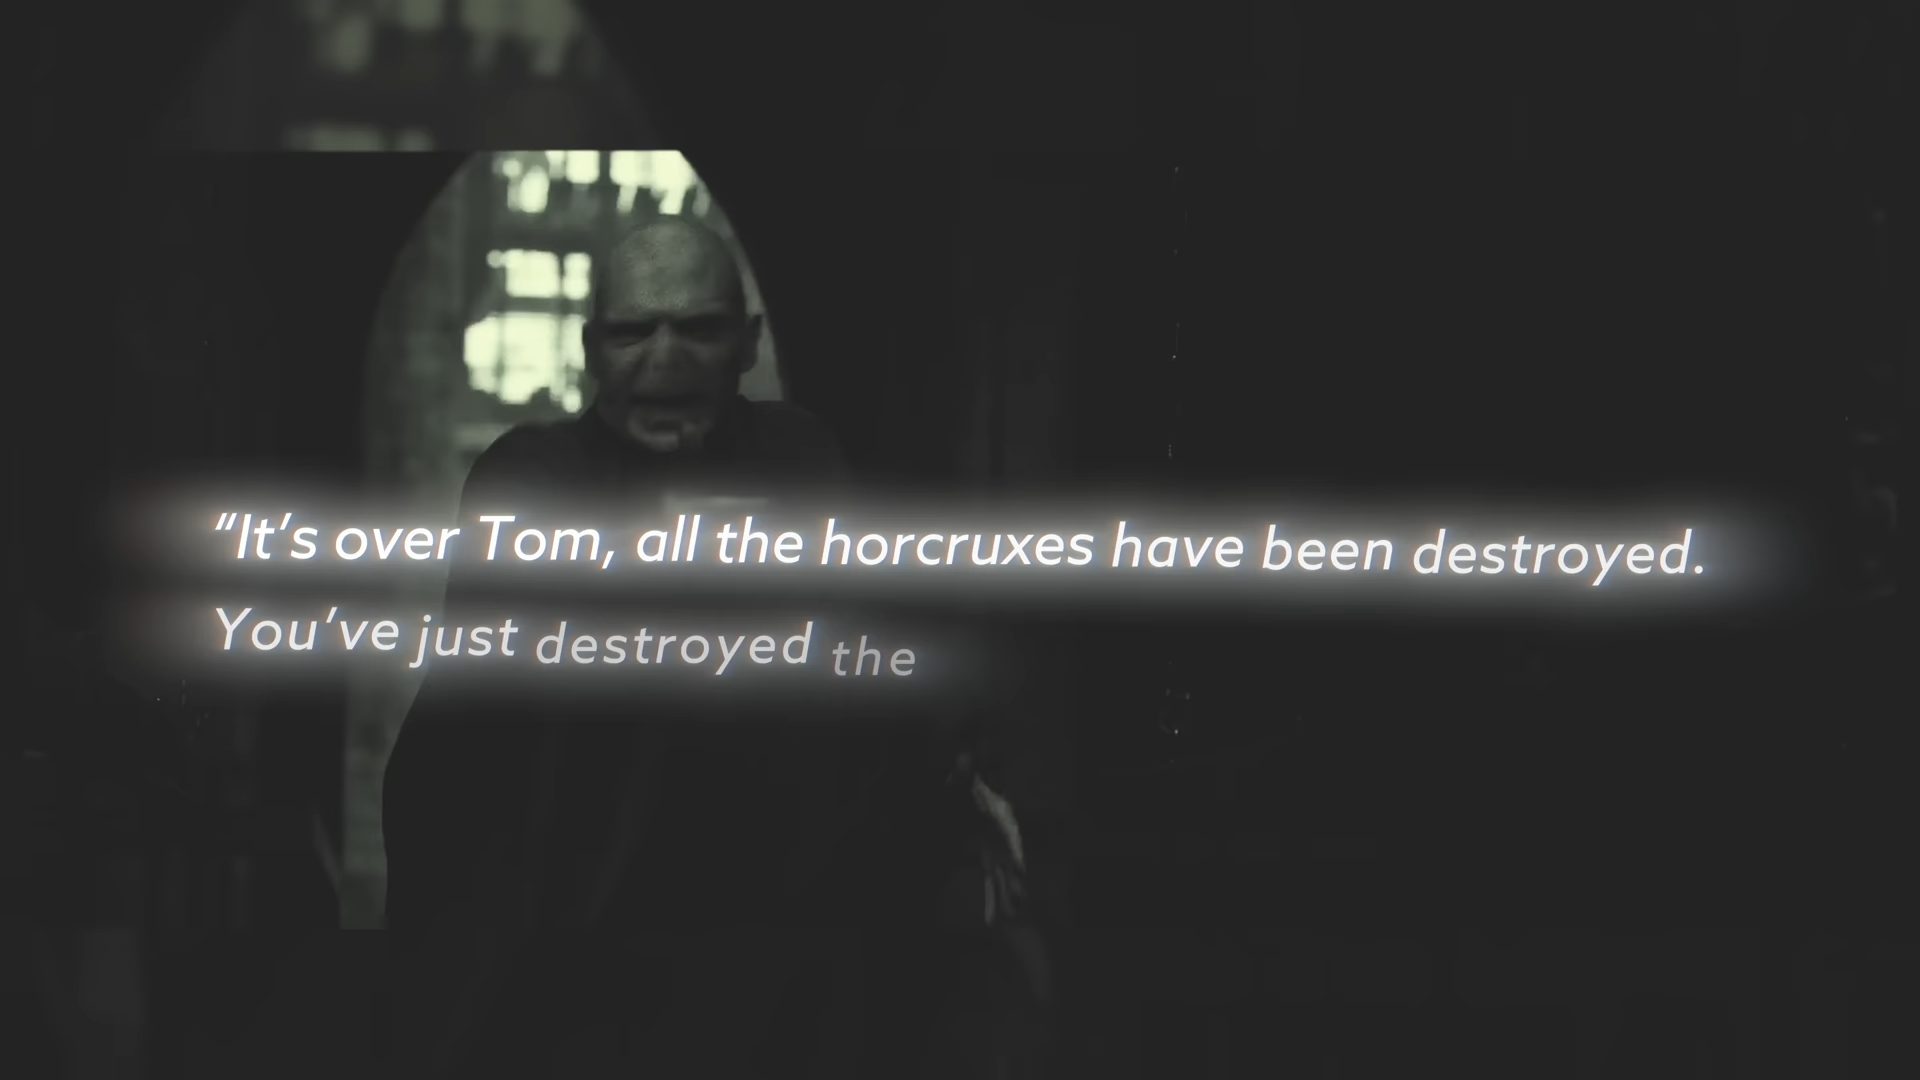 “It’s over Tom, all the horcruxes have been destroyed.
You’ve just destroyed the